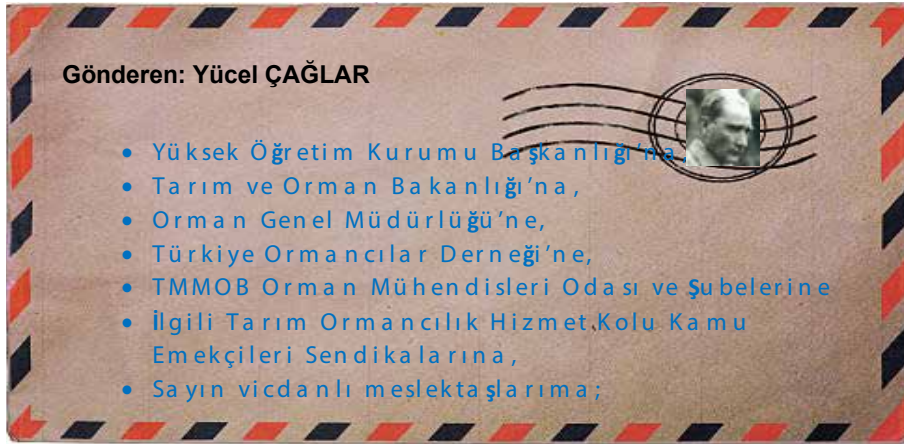 Gönderen: Yücel ÇAĞLAR
• Yüksek Öğretim Kurumu Başkanlığı’na,
• Tarım ve Orman Bakanlığı’na,
• Orman Genel Müdürlüğü’ne,
• Türkiye Ormancılar Derneği’ne,
• TMMOB Orman Mühendisleri Odası ve Şubelerine
• İlgili Tarım Ormancılık Hizmet Kolu Kamu
Emekçileri Sendikalarına,
• Sayın vicdanlı meslektaşlarıma;